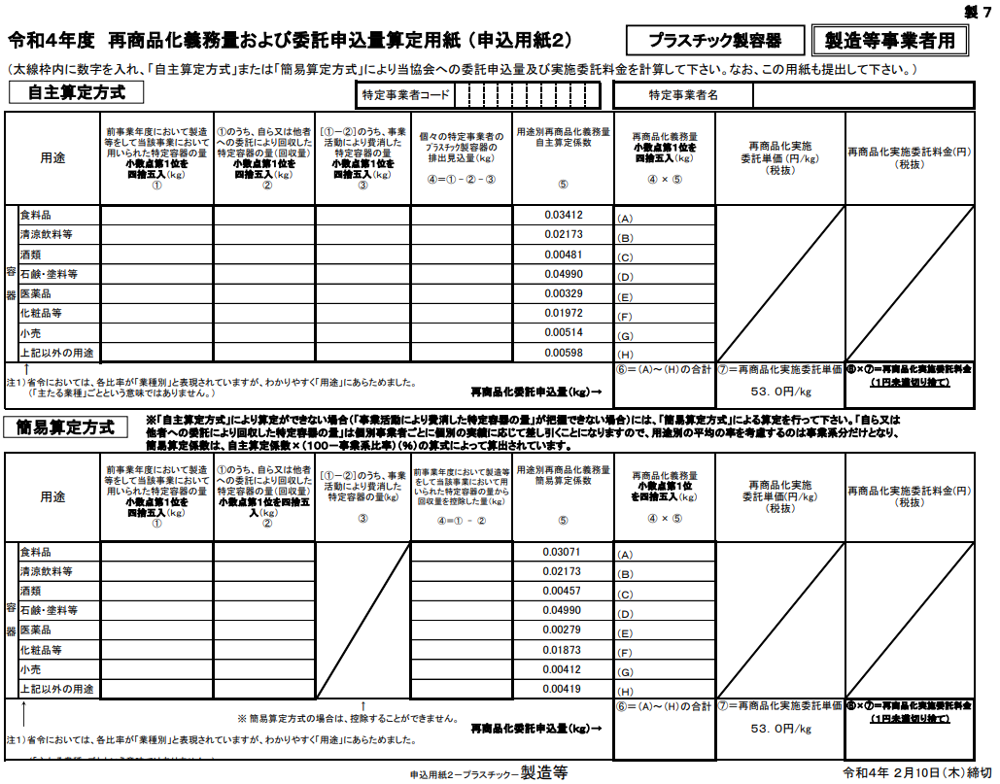 製７
令和４年度　再商品化義務量および委託申込量算定用紙（申込用紙２）
プラスチック製容器
製造等事業者用
（太線枠内に数字を入れ、「自主算定方式」または「簡易算定方式」により当協会への委託申込量及び実施委託料金を計算して下さい。なお、この用紙も提出して下さい。）
自主算定方式
特定事業者コード
特定事業者名
用途
前事業年度において製造
等をして当該事業において
用いられた特定容器の量
小数点第１位を
四捨五入（kg）
①
①のうち、自ら又は他者
への委託により回収した
特定容器の量（回収量）
小数点第１位を
四捨五入（kg）
②
［①－②］のうち、事業
活動により費消した
特定容器の量
小数点第１位を
四捨五入（kg）
③
個々の特定事業者の
プラスチック製容器の
排出見込量（kg）
④＝①－②－③
用途別再商品化義務量
自主算定係数
⑤
再商品化義務量
小数点第１位を
四捨五入（kg）
④ × ⑤
再商品化実施
委託単価（円/kg）
（税抜）
再商品化実施委託料金（円）
（税抜）
容器
食料品 0.03412 （A）
清涼飲料等 0.02173 （B）
酒類 0.00481 （C）
石鹸・塗料等 0.04990 （D）
医薬品 0.00329 （E）
化粧品等 0.01972 （F）
小売 0.00514 （G）
上記以外の用途 0.00598 （H）
↑
注１）省令においては、各比率が「業種別」と表現されていますが、わかりやすく「用途」にあらためました。
（「主たる業種」ごとという意味ではありません。）
再商品化委託申込量（kg）→
⑥＝（A）～（H）の合計
⑦＝再商品化実施委託単価
５３．０円/kg
⑥×⑦＝再商品化実施委託料金
（１円未満切り捨て）
簡易算定方式
※「自主算定方式」により算定ができない場合（「事業活動により費消した特定容器の量」が把握できない場合）には、「簡易算定方式」による算定を行って下さい。「自ら又は
他者への委託により回収した特定容器の量」は個別事業者ごとに個別の実績に応じて差し引くことになりますので、用途別の平均の率を考慮するのは事業系分だけとなり、
簡易算定係数は、自主算定係数×（１００－事業系比率）（％）の算式によって算出されています。
用途
前事業年度において製造
等をして当該事業において
用いられた特定容器の量
小数点第１位を
四捨五入（kg）
①
①のうち、自ら又は他者
への委託により回収した
特定容器の量（回収量）
小数点第１位を四捨五
入（kg）
②
［①－②］のうち、事業
活動により費消した
特定容器の量(kg)
③
前事業年度において製造等
をして当該事業において用
いられた特定容器の量から
回収量を控除した量（kg）
④＝① － ②
用途別再商品化義務量
簡易算定係数
⑤
再商品化義務量
小数点第１位
を四捨五入（kg）
④ × ⑤
再商品化実施
委託単価（円/kg）
（税抜）
再商品化実施委託料金（円）
（税抜）
容器
食料品 0.03071 （A）
清涼飲料等 0.02173 （B）
酒類 0.00457 （C）
石鹸・塗料等 0.04990 （D）
医薬品 0.00279 （E）
化粧品等 0.01873 （F）
小売 0.00412 （G）
上記以外の用途 0.00419 （H）
↑
↑
※ 簡易算定方式の場合は、控除することができません。
再商品化委託申込量（kg）→
注１）省令においては、各比率が「業種別」と表現されていますが、わかりやすく「用途」にあらためました。
⑥＝（A）～（H）の合計
⑦＝再商品化実施委託単価
５３．０円/kg
⑥×⑦＝再商品化実施委託料金
（１円未満切り捨て）
申込用紙２－プラスチック－製造等
令和４年 ２月１０日（木）締切